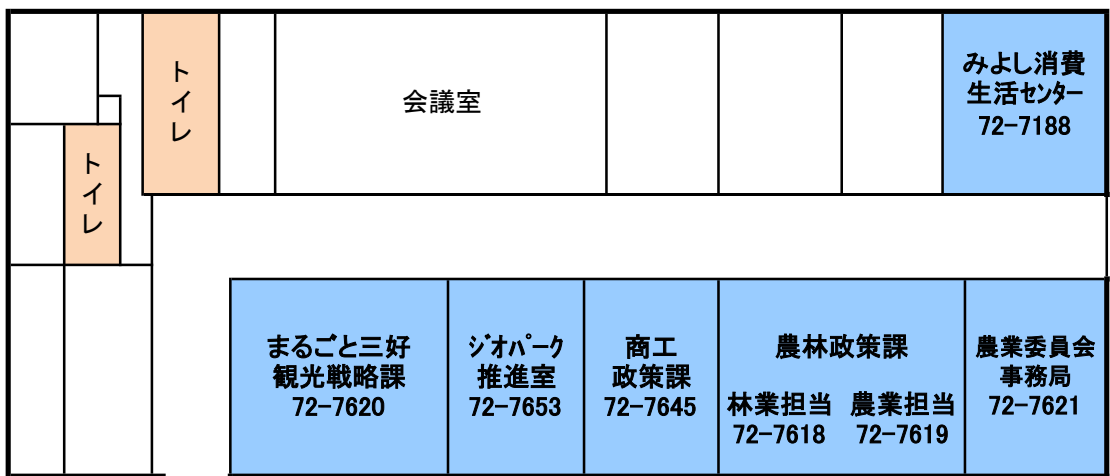 トイレ
会議室
みよし消費
生活センター
72-7188
トイレ
まるごと三好
観光戦略課
72-7620
ジオパーク
推進室
72-7653
商工
政策課
72-7645
農林政策課
林業担当 農業担当
72-7618 72-7619
農業委員会
事務局
72-7621